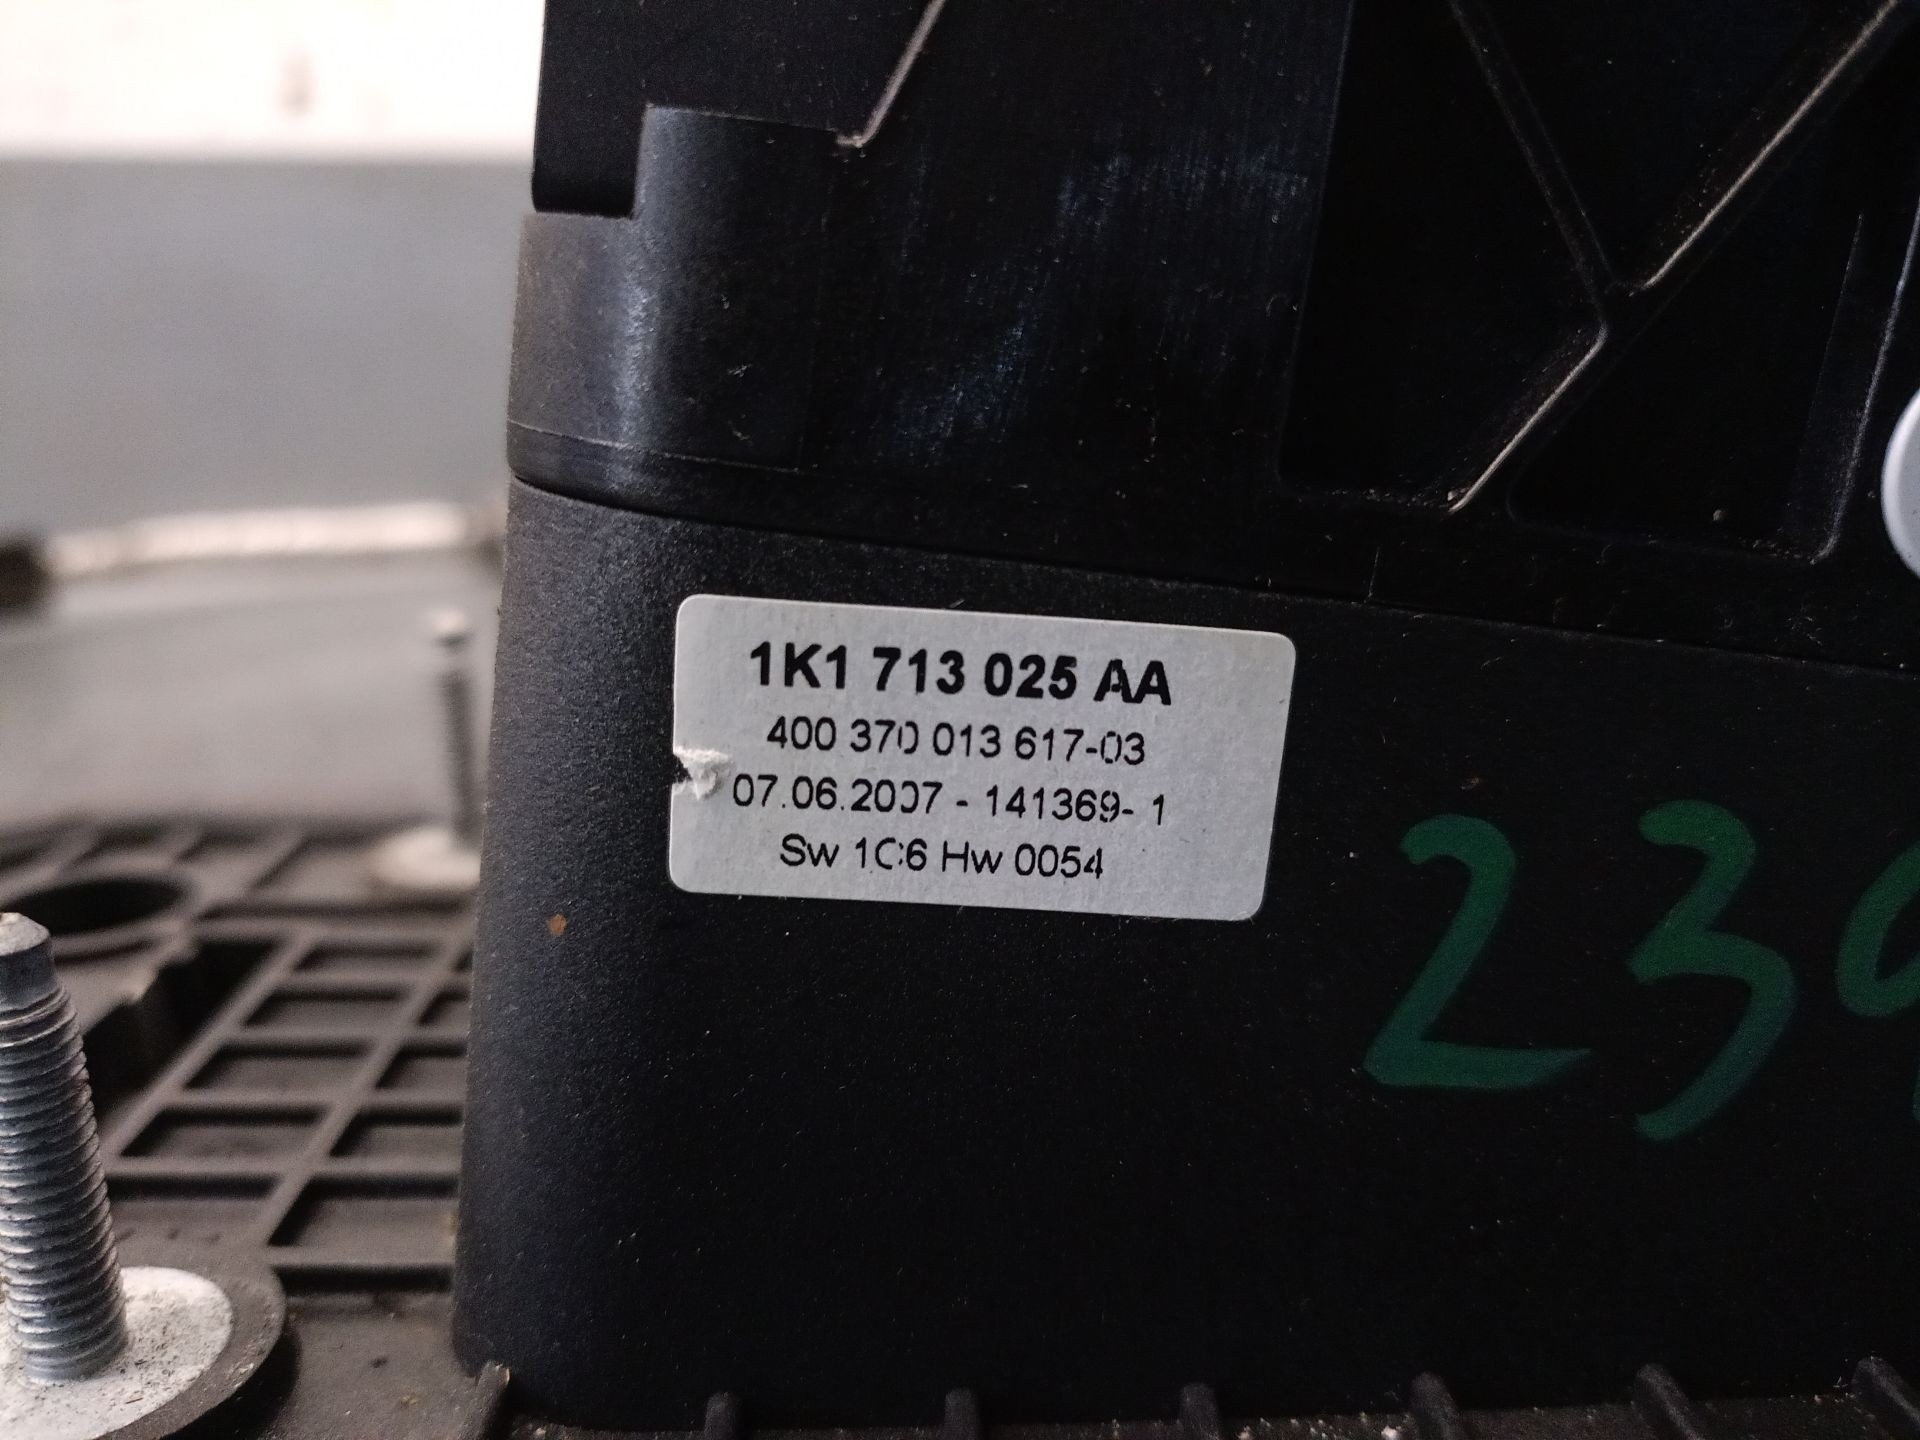 1K1 713 025 AA
400 370 013 617-03
07.06.2007 - 141369- 1
Sw 106 Hw 0054